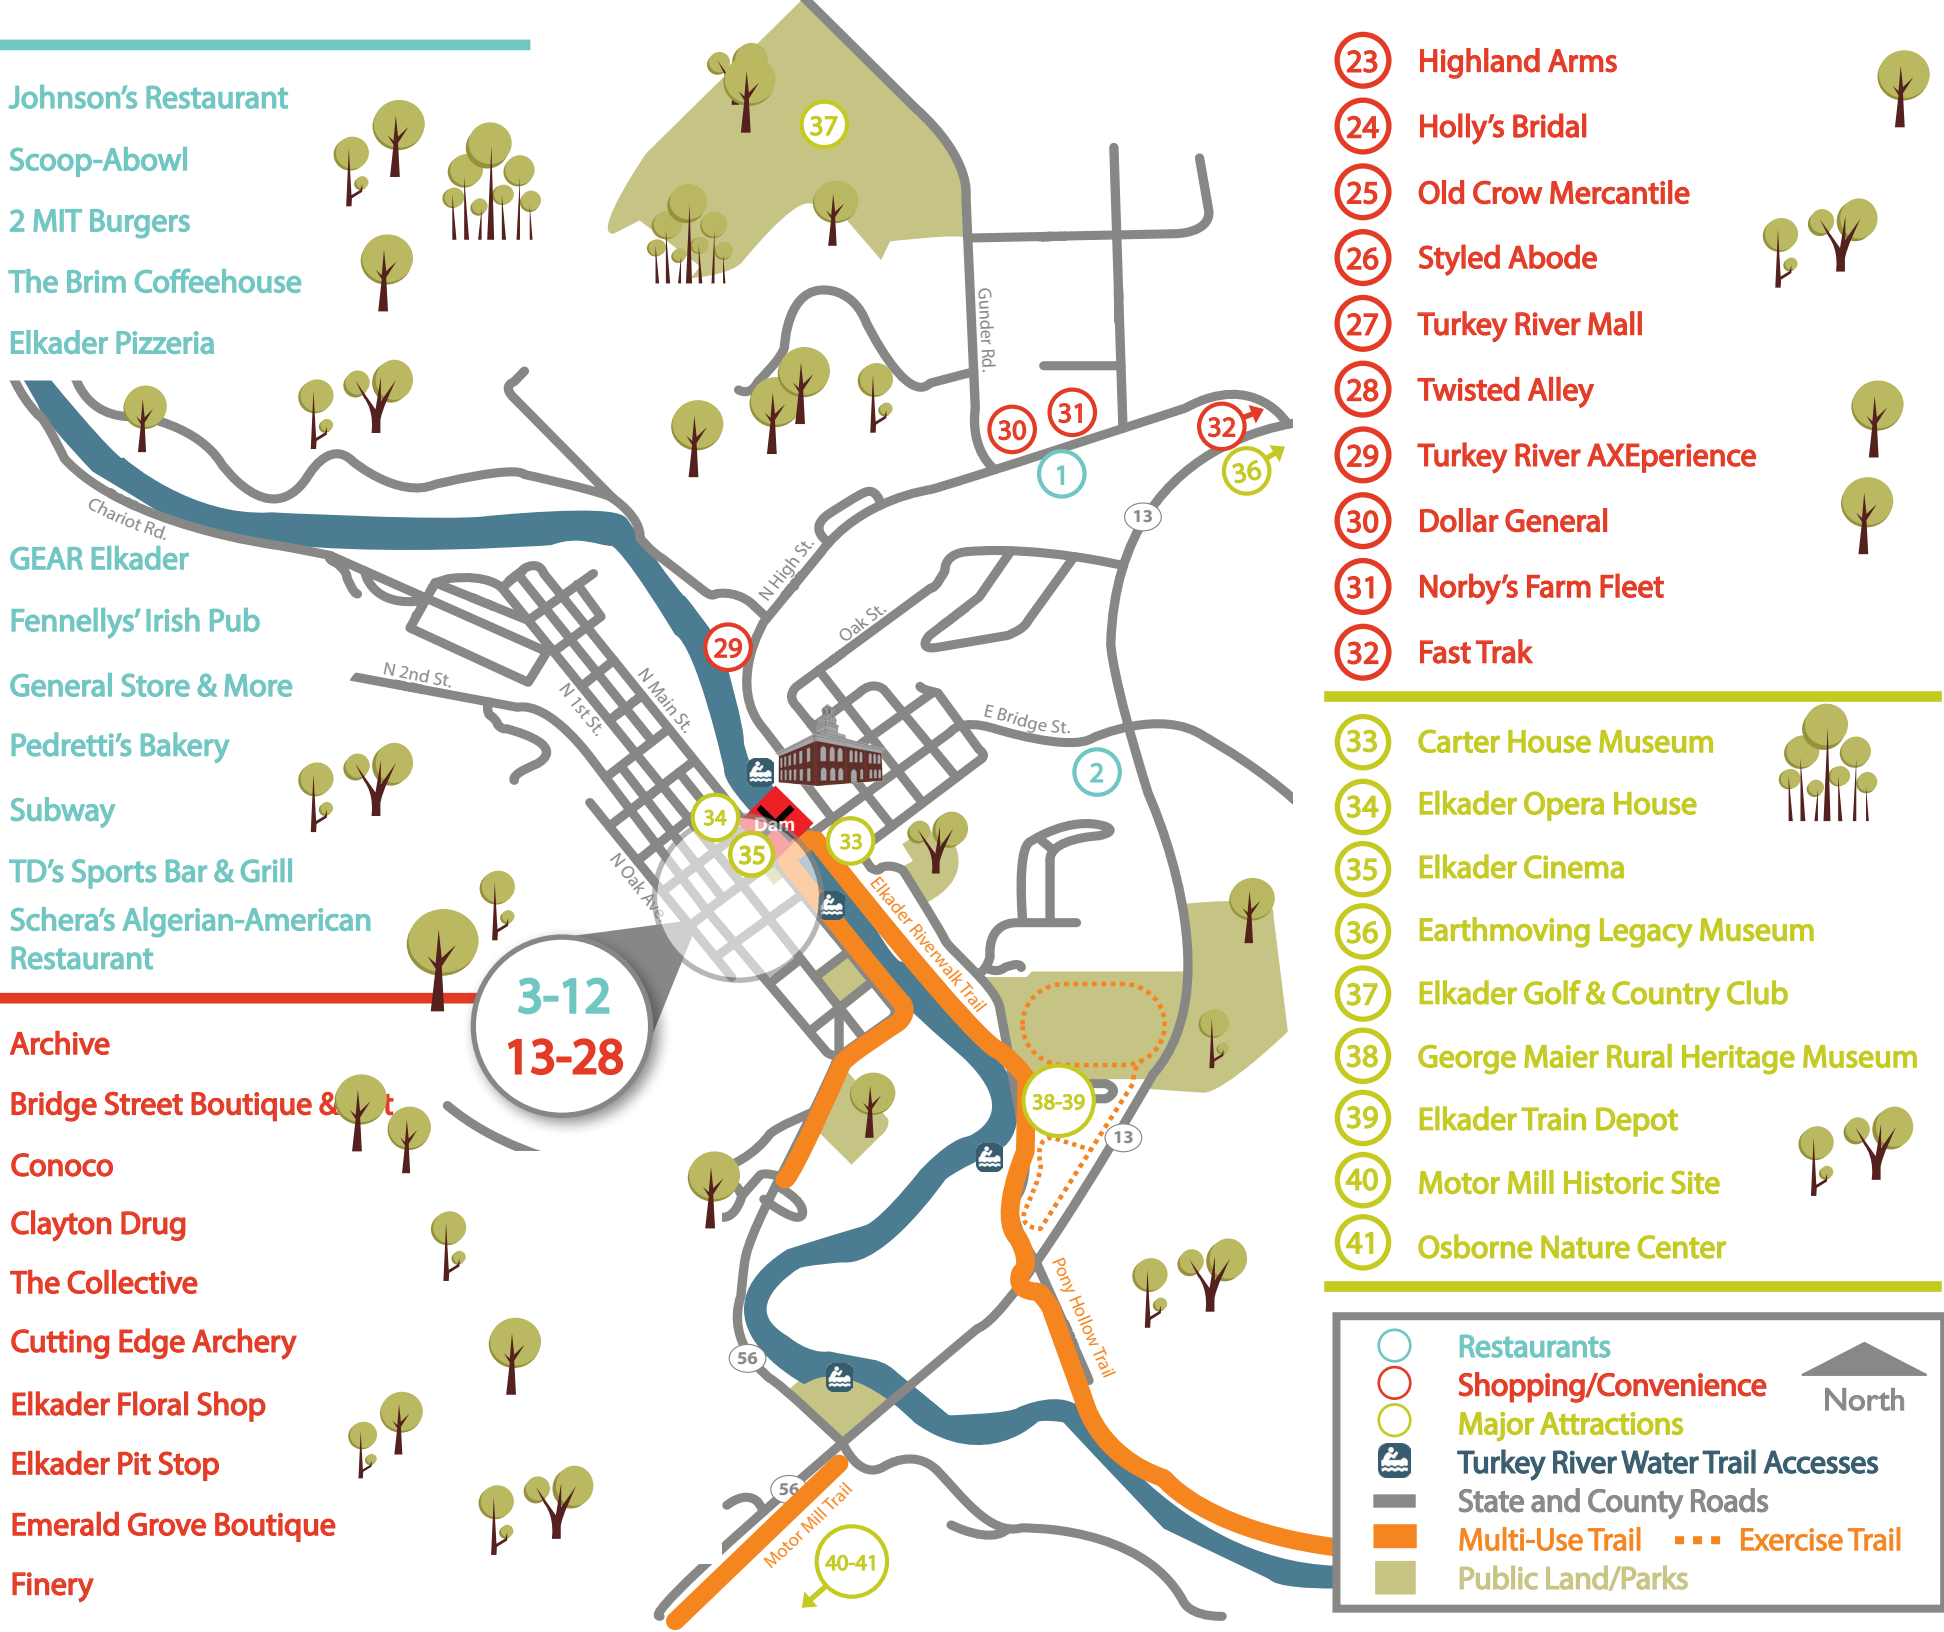 Johnson's Restaurant
Scoop-Abowl
2 MIT Burgers
The Brim Coffeehouse
Elkader Pizzeria
GEAR Elkader
Fennellys' Irish Pub
General Store & More
Pedretti's Bakery
Subway
TD's Sports Bar & Grill
Schera's Algerian-American
Restaurant
Archive
Bridge Street Boutique &
Conoco
Clayton Drug
The Collective
Cutting Edge Archery
Elkader Floral Shop
Elkader Pit Stop
Emerald Grove Boutique
Finery
37
Gunder Rd.
30
31
32
1
36
13
Chariot Rd.
N High St.
Oak St.
29
N 2nd St.
N 1st St.
N Main St.
E Bridge St.
2
34
Dam
35
33
N Oak Ave.
Elkader Riverwalk Trail
3-12
13-28
38-39
13
Pony Hollow Trail
56
56
Motor Mill Trail
40-41
23 Highland Arms
24 Holly's Bridal
25 Old Crow Mercantile
26 Styled Abode
27 Turkey River Mall
28 Twisted Alley
29 Turkey River AXEperience
30 Dollar General
31 Norby's Farm Fleet
32 Fast Trak
33 Carter House Museum
34 Elkader Opera House
35 Elkader Cinema
36 Earthmoving Legacy Museum
37 Elkader Golf & Country Club
38 George Maier Rural Heritage Museum
39 Elkader Train Depot
40 Motor Mill Historic Site
41 Osborne Nature Center
Restaurants
Shopping/Convenience
Major Attractions
North
Turkey River Water Trail Accesses
State and County Roads
Multi-Use Trail Exercise Trail
Public Land/Parks